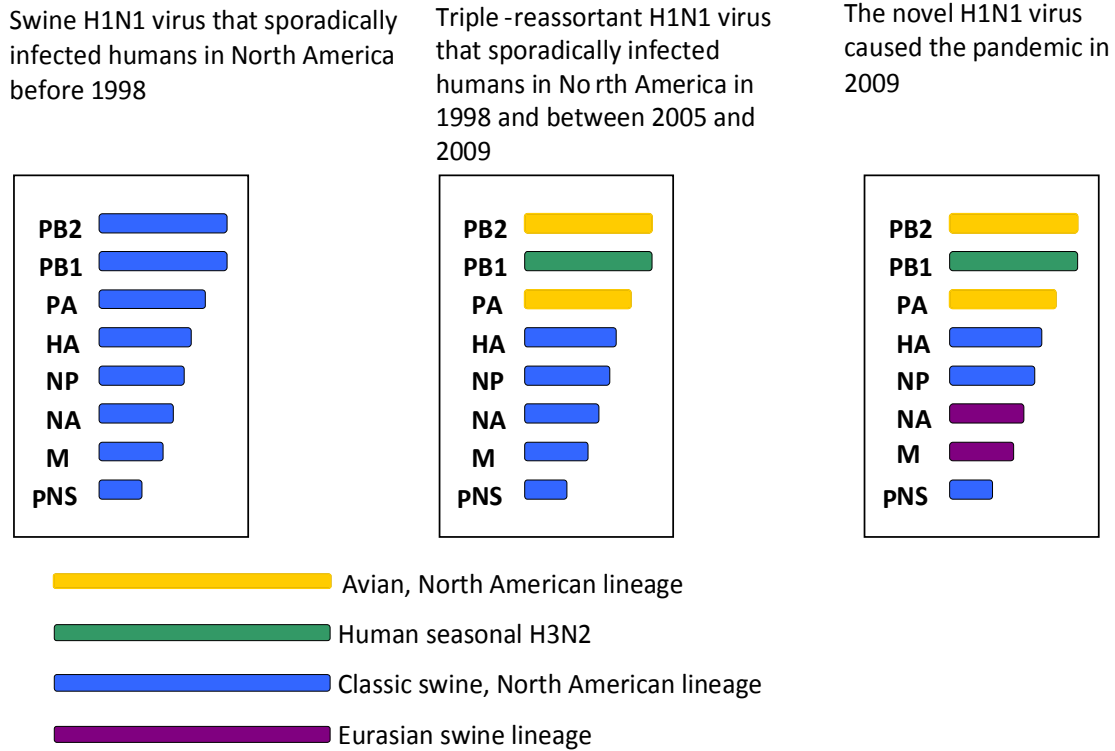 Swine H1N1 virus that sporadically
infected humans in North America
before 1998
Triple -reassortant H1N1 virus
that sporadically infected
humans in No rth America in
1998 and between 2005 and
2009
The novel H1N1 virus
caused the pandemic in
2009
PB2
PB1
PA
HA
NP
NA
M
PNS
PB2
PB1
PA
HA
NP
NA
M
PNS
PB2
PB1
PA
HA
NP
NA
M
PNS
Avian, North American lineage
Human seasonal H3N2
Classic swine, North American lineage
Eurasian swine lineage